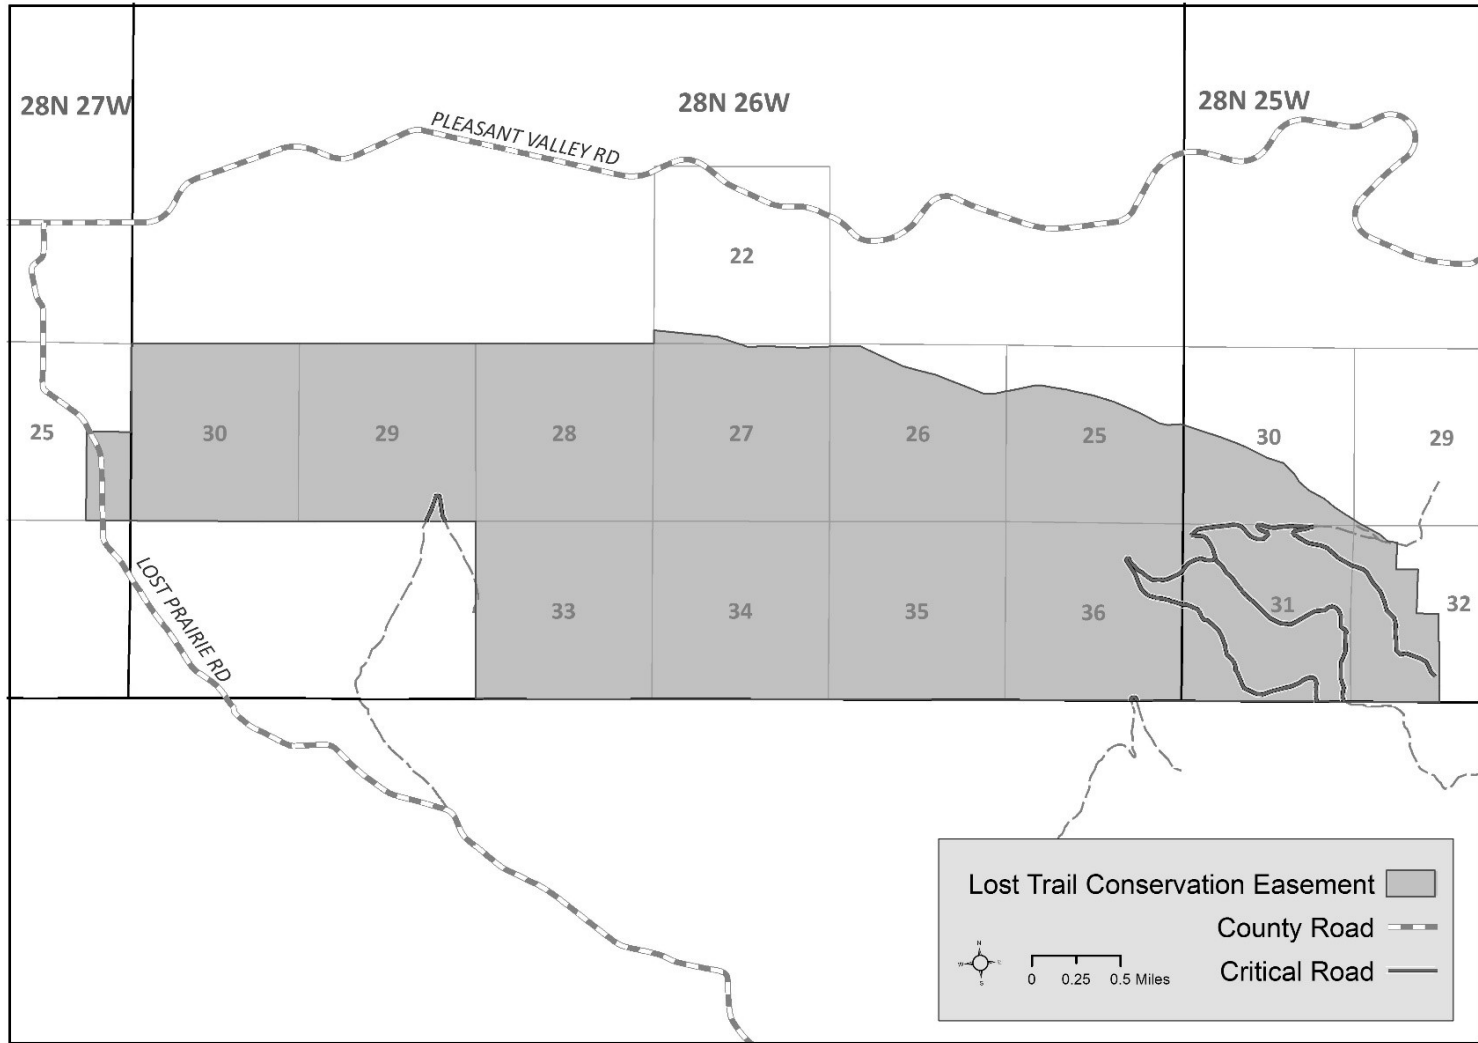 28N 27W
28N 26W
28N 25W
PLEASANT VALLEY RD
22
25
30
29
28
27
26
25
30
29
LOST PRAIRIE RD
33
34
35
36
31
32
Lost Trail Conservation Easement
County Road
Critical Road
N
W
E
S
0 0.25 0.5 Miles